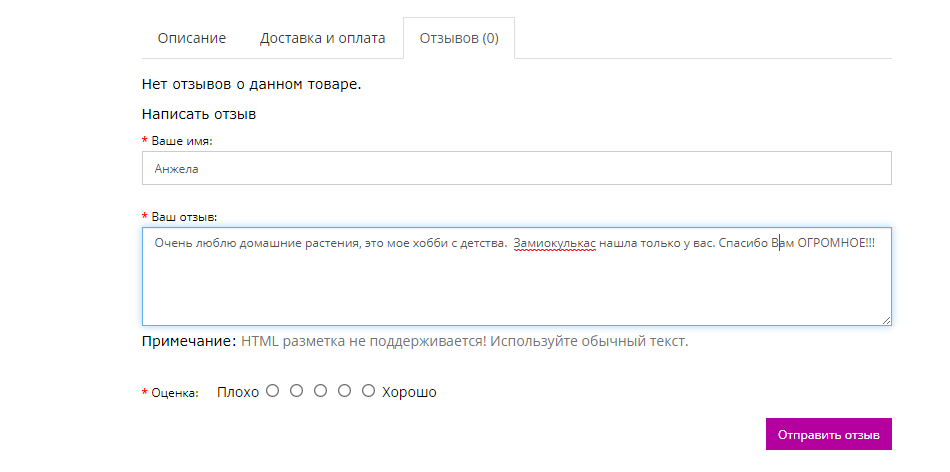 Описание Доставка и оплата Отзывов (0)
Нет отзывов о данном товаре.
Написать отзыв
* Ваше имя:
Анжела
* Ваш отзыв:
Очень люблю домашние растения, это мое хобби с детства. Замиокулькас нашла только у вас. Спасибо Вам ОГРОМНОЕ!!!
Примечание: HTML разметка не поддерживается! Используйте обычный текст.
* Оценка: Плохо Хорошо
Отправить отзыв